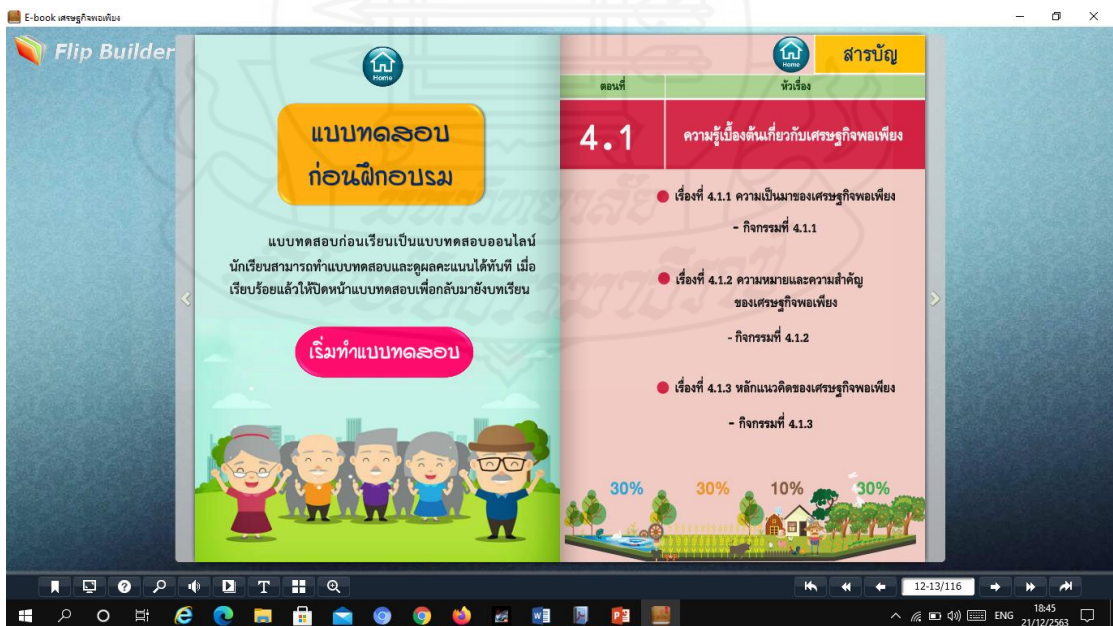 E-book เศรษฐกิจพอเพียง
Flip Builder
Home
แบบทดสอบ
ก่อนฝึกอบรม
แบบทดสอบก่อนเรียนเป็นแบบทดสอบออนไลน์
นักเรียนสามารถทำแบบทดสอบและดูผลคะแนนได้ทันที เมื่อ
เรียบร้อยแล้วให้ปิดหน้าแบบทดสอบเพื่อกลับมายังบทเรียน
เริ่มทำแบบทดสอบ
Home
สารบัญ
ตอนที่ หัวเรื่อง
4.1 ความรู้เบื้องต้นเกี่ยวกับเศรษฐกิจพอเพียง
เรื่องที่ 4.1.1 ความเป็นมาของเศรษฐกิจพอเพียง
- กิจกรรมที่ 4.1.1
เรื่องที่ 4.1.2 ความหมายและความสำคัญ
ของเศรษฐกิจพอเพียง
- กิจกรรมที่ 4.1.2
เรื่องที่ 4.1.3 หลักแนวคิดของเศรษฐกิจพอเพียง
- กิจกรรมที่ 4.1.3
30% 30% 10% 30%
12-13/116
ENG
18:45
21/12/2563